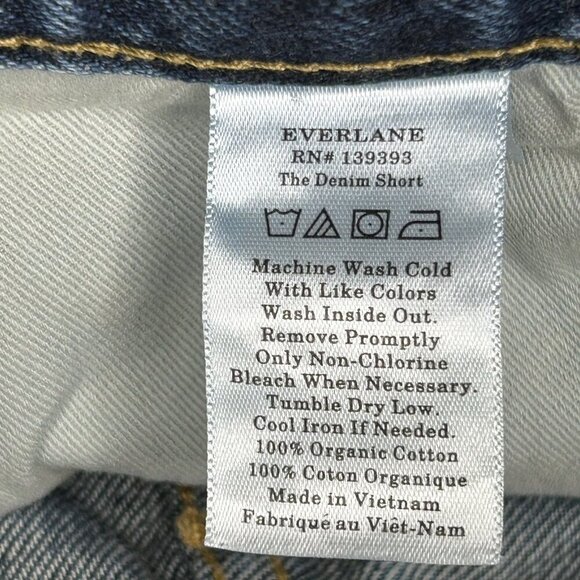 EVERLANE
RN# 139393
The Denim Short
Machine Wash Cold
With Like Colors
Wash Inside Out.
Remove Promptly
Only Non-Chlorine
Bleach When Necessary.
Tumble Dry Low.
Cool Iron If Needed.
100% Organic Cotton
100% Coton Organique
Made in Vietnam
Fabriqué au Viêt-Nam